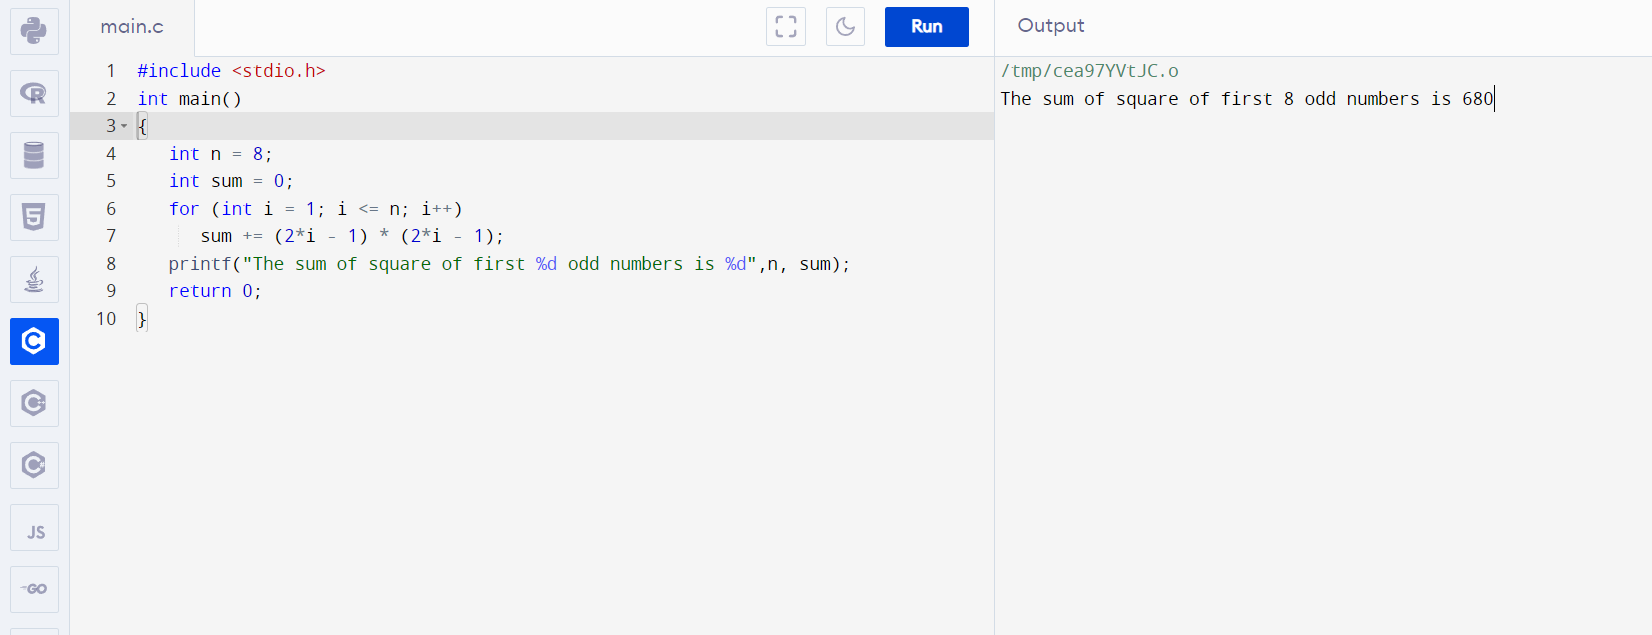 main.c
Run
Output
1 #include <stdio.h>
2 int main()
3 {
4 int n = 8;
5 int sum = 0;
6 for (int i = 1; i <= n; i++)
7 sum += (2*i - 1) * (2*i - 1);
8 printf("The sum of square of first %d odd numbers is %d",n, sum);
9 return 0;
10 }
/tmp/cea97YVtJC.o
The sum of square of first 8 odd numbers is 680
R
5
C
C++
C#
JS
GO